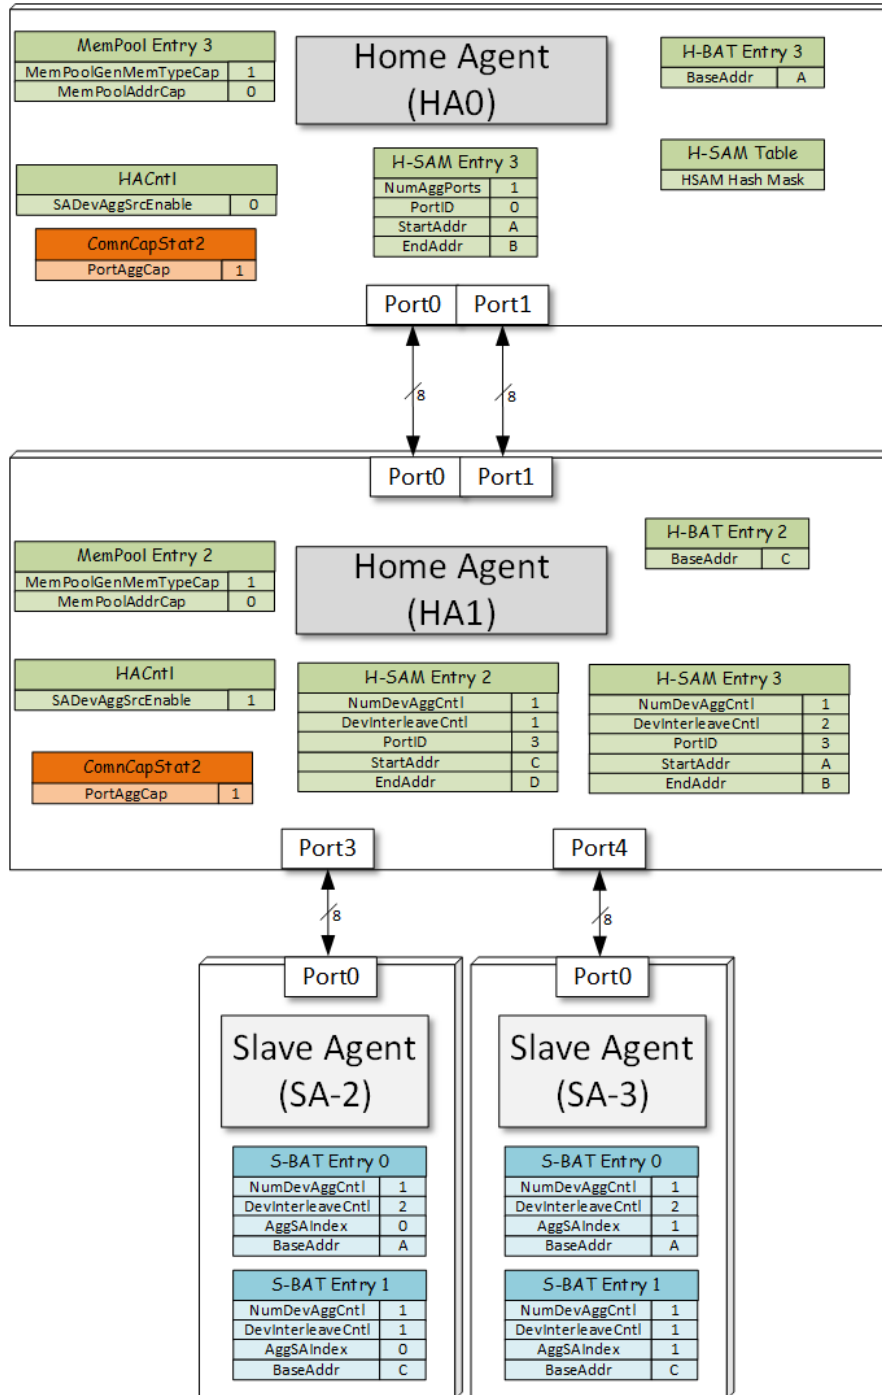 MemPool Entry 3
MemPoolGenMemTypeCap 1
MemPoolAddrCap 0
Home Agent
(HA0)
H-BAT Entry 3
BaseAddr A
HACntl
SADevAggSrcEnable 0
H-SAM Entry 3
NumAggPorts 1
PortID 0
StartAddr A
EndAddr B
H-SAM Table
HSAM Hash Mask
ComnCapStat2
PortAggCap 1
Port0 Port1
8 8
Port0 Port1
MemPool Entry 2
MemPoolGenMemTypeCap 1
MemPoolAddrCap 0
Home Agent
(HA1)
H-BAT Entry 2
BaseAddr C
HACntl
SADevAggSrcEnable 1
H-SAM Entry 2
NumDevAggCntl 1
DevInterleaveCntl 1
PortID 3
StartAddr C
EndAddr D
H-SAM Entry 3
NumDevAggCntl 1
DevInterleaveCntl 2
PortID 3
StartAddr A
EndAddr B
ComnCapStat2
PortAggCap 1
Port3 Port4
8 8
Port0
Slave Agent
(SA-2)
S-BAT Entry 0
NumDevAggCntl 1
DevInterleaveCntl 2
AggSAIndex 0
BaseAddr A
S-BAT Entry 1
NumDevAggCntl 1
DevInterleaveCntl 1
AggSAIndex 0
BaseAddr C
Port0
Slave Agent
(SA-3)
S-BAT Entry 0
NumDevAggCntl 1
DevInterleaveCntl 2
AggSAIndex 1
BaseAddr A
S-BAT Entry 1
NumDevAggCntl 1
DevInterleaveCntl 1
AggSAIndex 1
BaseAddr C